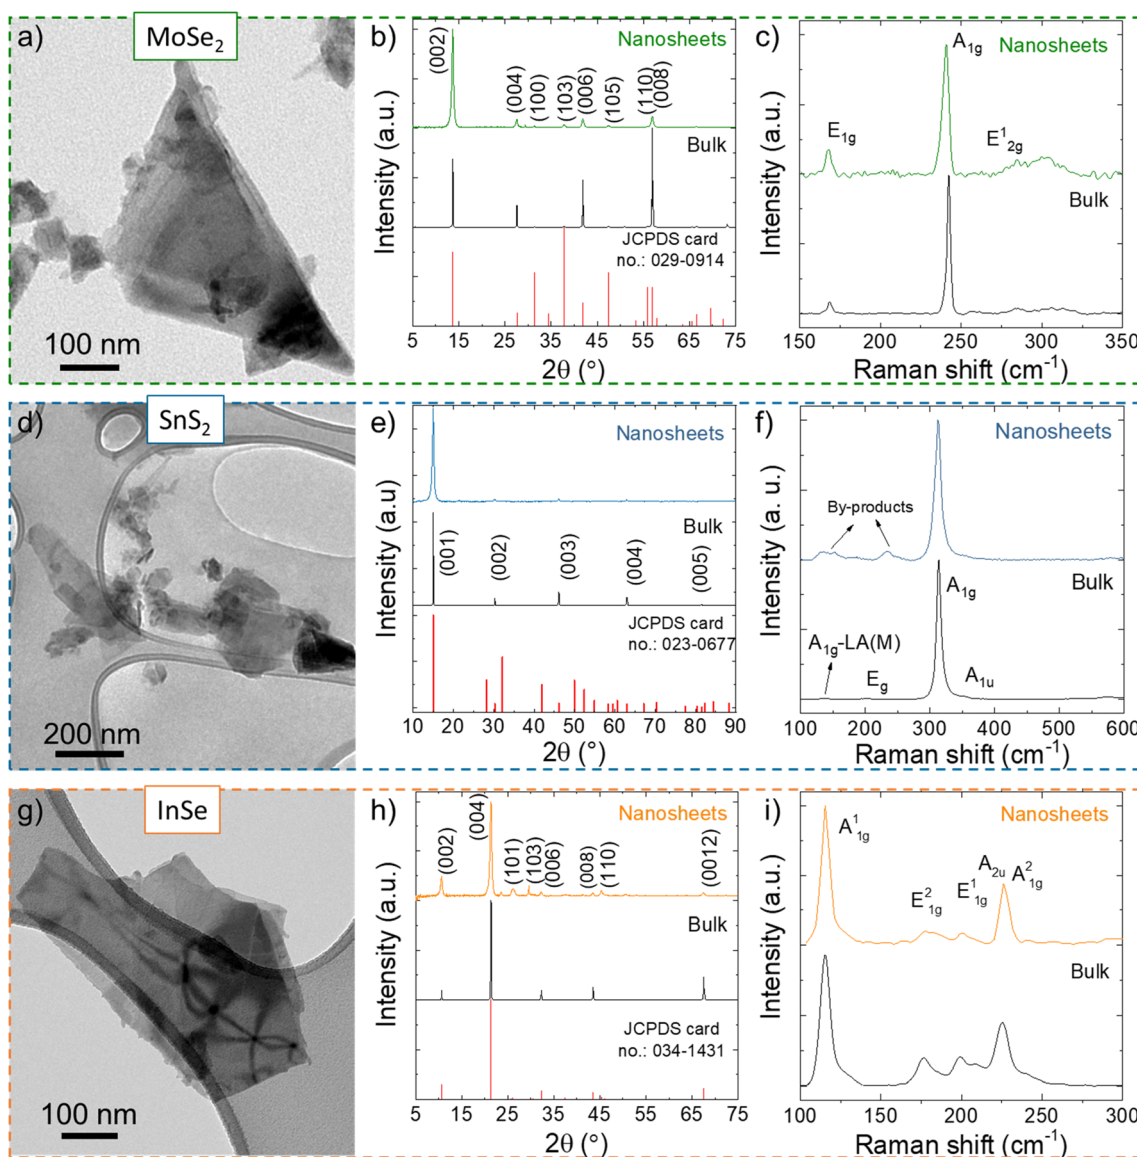 a)
MoSe2
100 nm
b)
Nanosheets
(002)
(004)
(100)
(103)
(006)
(105)
(110)
(008)
Bulk
JCPDS card
no.: 029-0914
Intensity (a.u.)
5 15 25 35 45 55 65 75
2θ (°)
c)
Nanosheets
A1g
E1g
E12g
Bulk
Intensity (a.u.)
150 200 250 300 350
Raman shift (cm-1)
d)
SnS2
200 nm
e)
Nanosheets
Bulk
(001)
(002)
(003)
(004)
(005)
JCPDS card
no.: 023-0677
Intensity (a.u)
10 20 30 40 50 60 70 80 90
2θ (°)
f)
Nanosheets
By-products
Bulk
A1g
A1g-LA(M)
Eg
A1u
Intensity (a. u.)
100 200 300 400 500 600
Raman shift (cm-1)
g)
InSe
100 nm
h)
Nanosheets
(002)
(004)
(101)
(103)
(006)
(008)
(110)
(0012)
Bulk
JCPDS card
no.: 034-1431
Intensity (a.u.)
5 15 25 35 45 55 65 75
2θ (°)
i)
Nanosheets
A11g
E21g
E11g
A2u
A21g
Bulk
Intensity (a.u.)
100 150 200 250 300
Raman shift (cm-1)